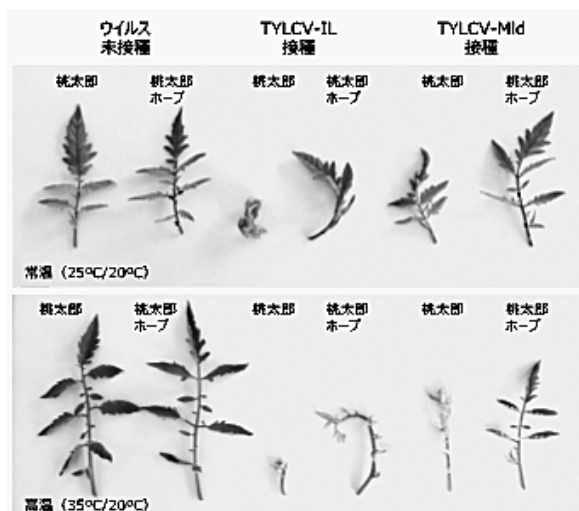 ウイルス
未接種
TYLCV-IL
接種
TYLCV-Mld
接種
桃太郎
桃太郎
ホープ
桃太郎
桃太郎
ホープ
桃太郎
桃太郎
ホープ
常温（25ºC/20ºC）
桃太郎
桃太郎
ホープ
桃太郎
桃太郎
ホープ
桃太郎
桃太郎
ホープ
高温（35ºC/20ºC）